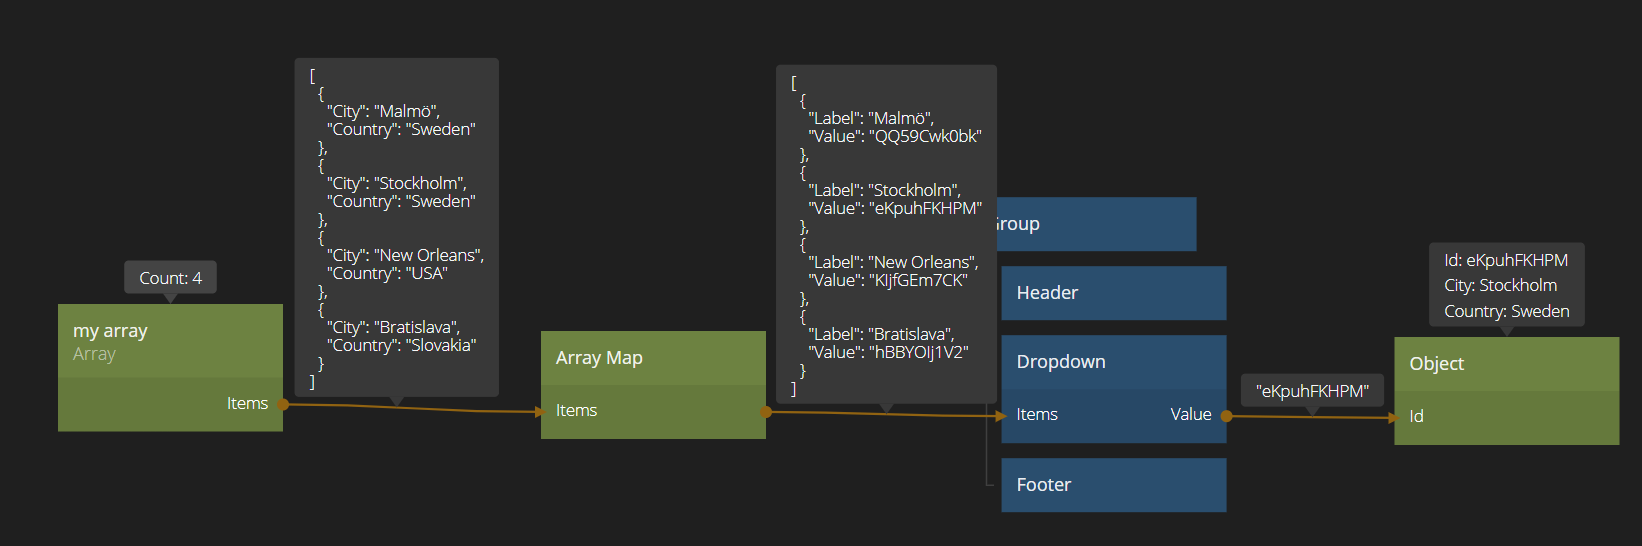 Count: 4
my array
Array
Items
[
{
"City": "Malmö",
"Country": "Sweden"
},
{
"City": "Stockholm",
"Country": "Sweden"
},
{
"City": "New Orleans",
"Country": "USA"
},
{
"City": "Bratislava",
"Country": "Slovakia"
}
]
Array Map
Items
[
{
"Label": "Malmö",
"Value": "QQ59Cwk0bk"
},
{
"Label": "Stockholm",
"Value": "eKpuhFKHPM"
},
{
"Label": "New Orleans",
"Value": "KIjfGEm7CK"
},
{
"Label": "Bratislava",
"Value": "hBBYOIj1V2"
}
]
Group
Header
Dropdown
Items Value
Footer
"eKpuhFKHPM"
Id: eKpuhFKHPM
City: Stockholm
Country: Sweden
Object
Id